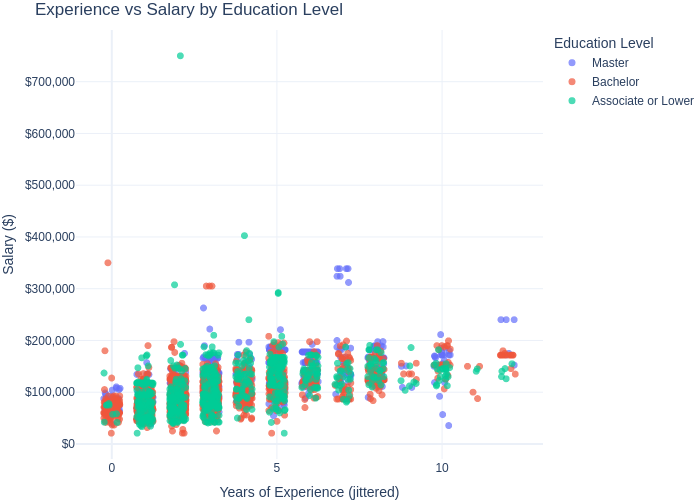 Experience vs Salary by Education Level
Education Level
Master
Bachelor
Associate or Lower
$700,000
$600,000
$500,000
$400,000
$300,000
$200,000
$100,000
$0
Salary ($)
0
5
10
Years of Experience (jittered)